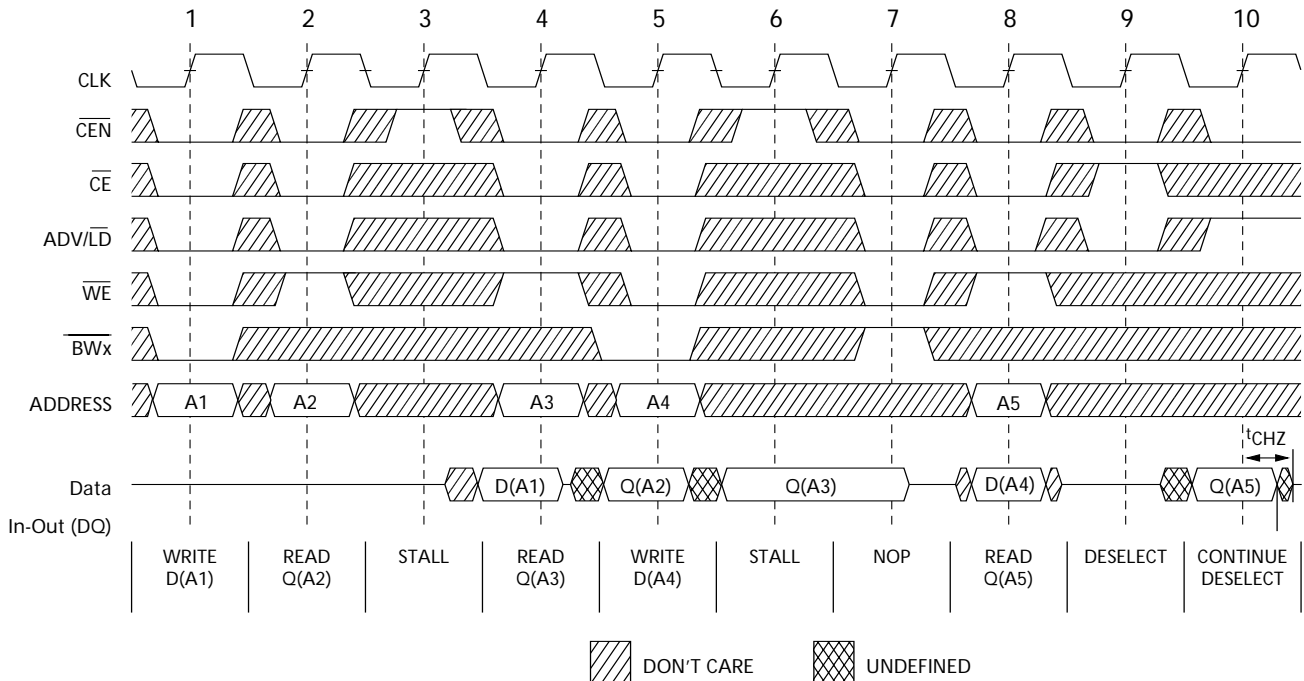 1 2 3 4 5 6 7 8 9 10
CLK
CEN
CE
ADV/LD
WE
BWx
ADDRESS A1 A2 A3 A4 A5
tCHZ
Data D(A1) Q(A2) Q(A3) D(A4) Q(A5)
In-Out (DQ)
WRITE READ STALL READ WRITE STALL NOP READ DESELECT CONTINUE
D(A1) Q(A2) Q(A3) D(A4) Q(A5) DESELECT
DON'T CARE UNDEFINED